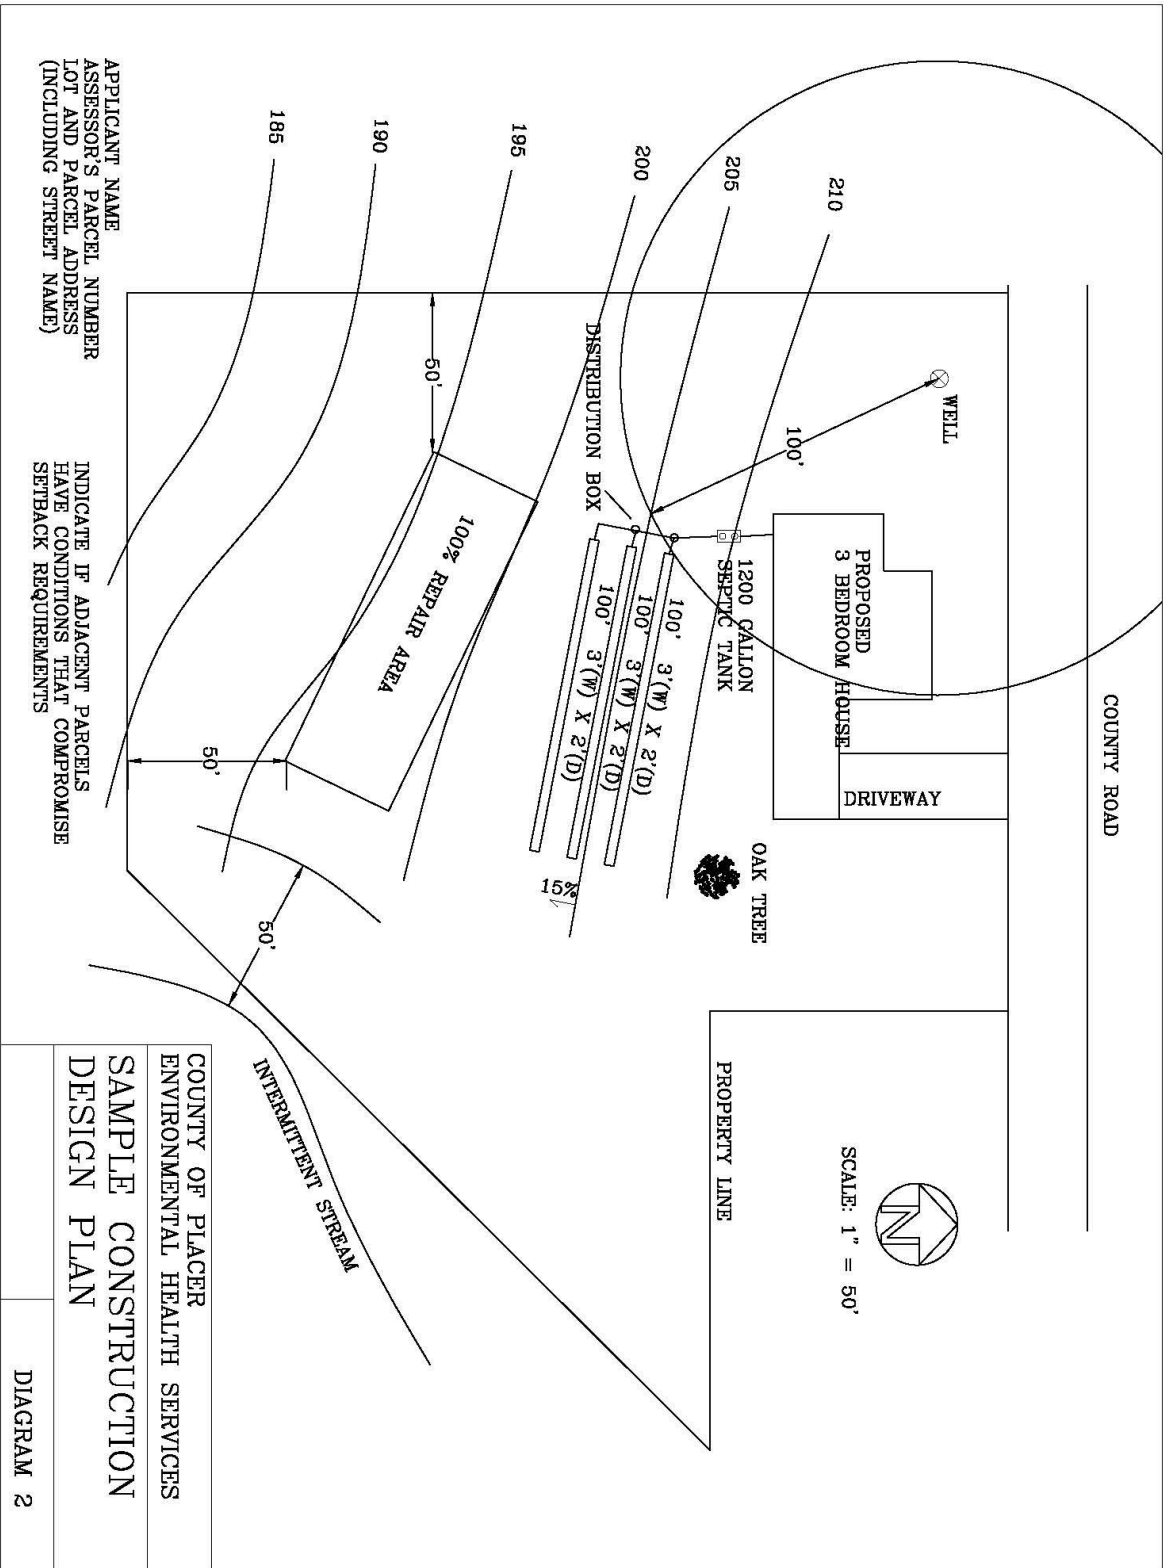 COUNTY ROAD
WELL
100'
PROPOSED
3 BEDROOM HOUSE
DRIVEWAY
1200 GALLON
SEPTIC TANK
OAK TREE
SCALE: 1" = 50'
N
PROPERTY LINE
210
205
200
195
190
185
DISTRIBUTION BOX
100' 3'(W) X 2'(D)
100' 3'(W) X 2'(D)
100' 3'(W) X 2'(D)
15%
50'
100% REPAIR AREA
50'
50'
INTERMITTENT STREAM
APPLICANT NAME
ASSESSOR'S PARCEL NUMBER
LOT AND PARCEL ADDRESS
(INCLUDING STREET NAME)
INDICATE IF ADJACENT PARCELS
HAVE CONDITIONS THAT COMPROMISE
SETBACK REQUIREMENTS
COUNTY OF PLACER
ENVIRONMENTAL HEALTH SERVICES
SAMPLE CONSTRUCTION
DESIGN PLAN
DIAGRAM 2